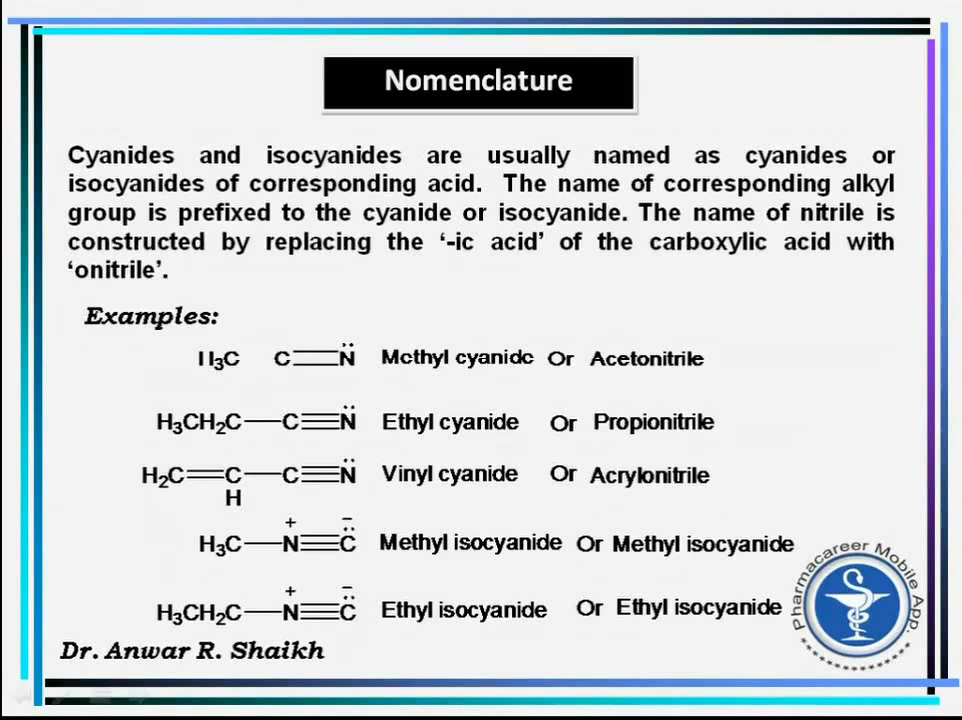 Nomenclature
Cyanides and isocyanides are usually named as cyanides or
isocyanides of corresponding acid. The name of corresponding alkyl
group is prefixed to the cyanide or isocyanide. The name of nitrile is
constructed by replacing the ‘-ic acid’ of the carboxylic acid with
‘onitrile’.
Examples:
H₃C C═N̈ Methyl cyanide Or Acetonitrile
H₃CH₂C—C≡N̈ Ethyl cyanide Or Propionitrile
H₂C═C—C≡N̈ Vinyl cyanide Or Acrylonitrile
H
+ −
H₃C—N≡C̈ Methyl isocyanide Or Methyl isocyanide
+ −
H₃CH₂C—N≡C̈ Ethyl isocyanide Or Ethyl isocyanide
Dr. Anwar R. Shaikh
Pharmacareer Mobile App.